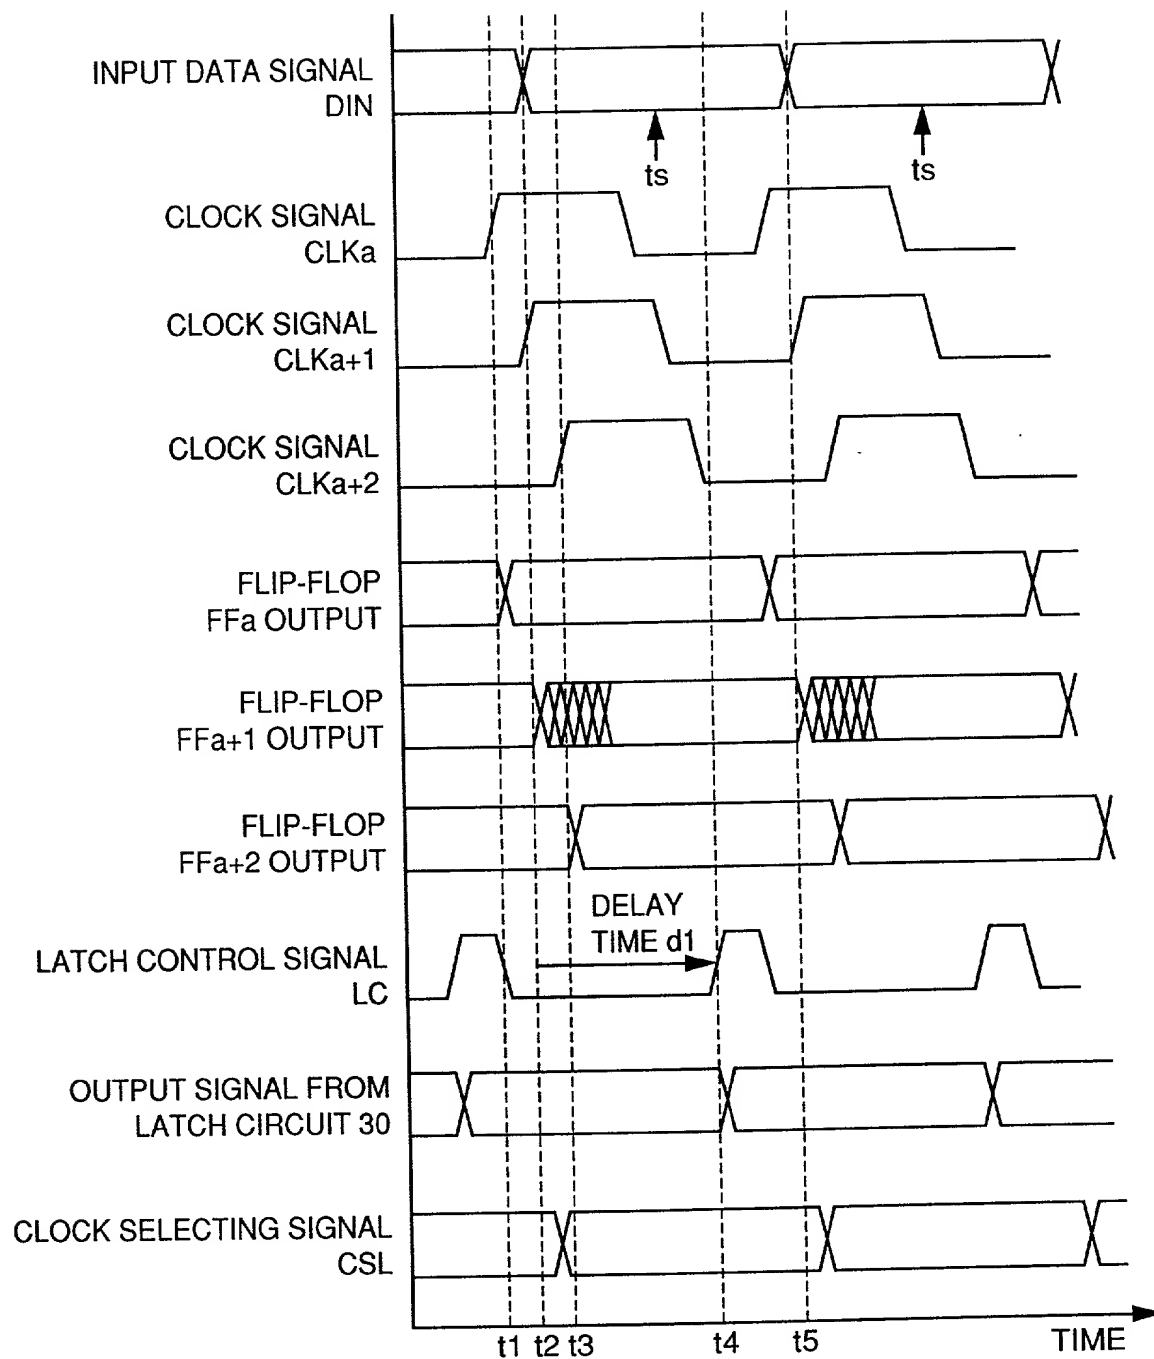 INPUT DATA SIGNAL
DIN
ts
ts
CLOCK SIGNAL
CLKa
CLOCK SIGNAL
CLKa+1
CLOCK SIGNAL
CLKa+2
FLIP-FLOP
FFa OUTPUT
FLIP-FLOP
FFa+1 OUTPUT
FLIP-FLOP
FFa+2 OUTPUT
DELAY
TIME d1
LATCH CONTROL SIGNAL
LC
OUTPUT SIGNAL FROM
LATCH CIRCUIT 30
CLOCK SELECTING SIGNAL
CSL
t1 t2 t3 t4 t5 TIME